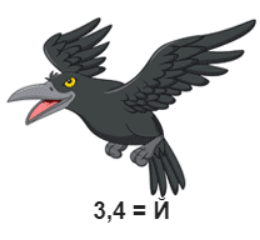 3,4 = Й